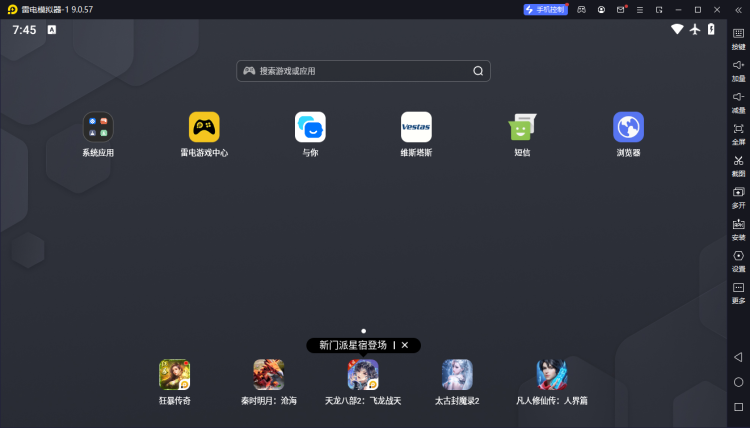 雷电模拟器-1 9.0.57
手机控制
7:45
A
搜索游戏或应用
按键
加量
减量
全屏
截图
多开
安装
设置
更多
系统应用
雷电游戏中心
与你
Vestas
维斯塔斯
短信
浏览器
新门派星宿登场
狂暴传奇
秦时明月：沧海
天龙八部2：飞龙战天
太古封魔录2
凡人修仙传：人界篇